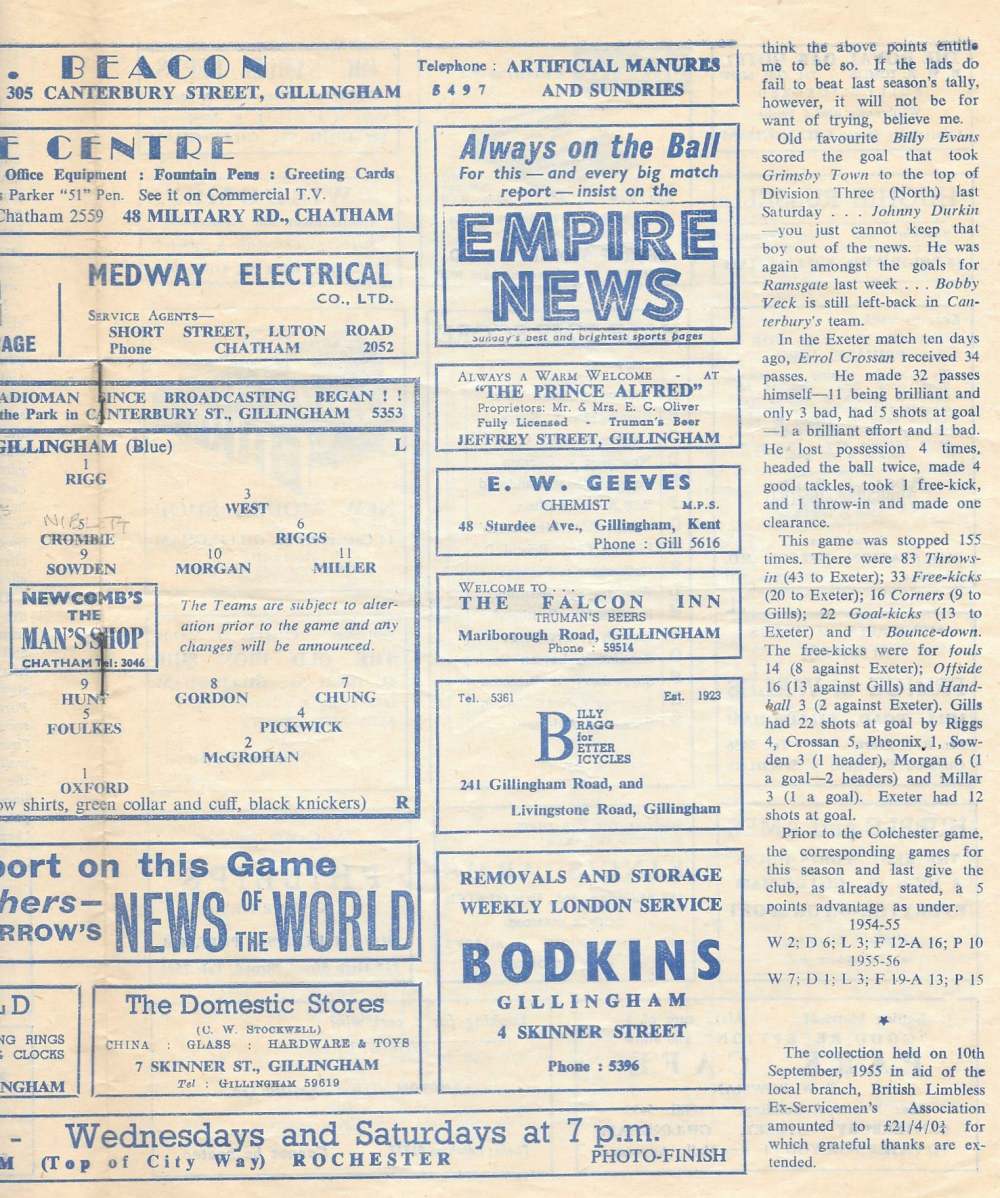 . BEACON
305 CANTERBURY STREET, GILLINGHAM
Telephone : ARTIFICIAL MANURES
8497 AND SUNDRIES
E CENTRE
Office Equipment : Fountain Pens : Greeting Cards
Parker "51" Pen. See it on Commercial T.V.
Chatham 2559 48 MILITARY RD., CHATHAM
AGE
MEDWAY ELECTRICAL
CO., LTD.
SERVICE AGENTS—
SHORT STREET, LUTON ROAD
Phone CHATHAM 2052
ADIOMAN SINCE BROADCASTING BEGAN ! !
the Park in CANTERBURY ST., GILLINGHAM 5353
GILLINGHAM (Blue) L
1
RIGG
3
WEST
NIBLETT
5 6
CROMBIE RIGGS
9 10 11
SOWDEN MORGAN MILLER
NEWCOMB'S
THE
MAN'S SHOP
CHATHAM Tel: 3046
The Teams are subject to alter-
ation prior to the game and any
changes will be announced.
9 8 7
HUNT GORDON CHUNG
5 4
FOULKES PICKWICK
2
McGROHAN
1
OXFORD
ow shirts, green collar and cuff, black knickers) R
port on this Game
hers—
RROW'S NEWS OF THE WORLD
LD
NG RINGS
CLOCKS
NGHAM
The Domestic Stores
(C. W. STOCKWELL)
CHINA : GLASS : HARDWARE & TOYS
7 SKINNER ST., GILLINGHAM
Tel : GILLINGHAM 59619
- Wednesdays and Saturdays at 7 p.m.
M (Top of City Way) ROCHESTER PHOTO-FINISH
Always on the Ball
For this — and every big match
report — insist on the
EMPIRE
NEWS
Sunday's best and brightest sports pages
ALWAYS A WARM WELCOME - AT
"THE PRINCE ALFRED"
Proprietors: Mr. & Mrs. E. C. Oliver
Fully Licensed - Truman's Beer
JEFFREY STREET, GILLINGHAM
E. W. GEEVES
CHEMIST M.P.S.
48 Sturdee Ave., Gillingham, Kent
Phone : Gill 5616
WELCOME TO . . .
THE FALCON INN
TRUMAN'S BEERS
Marlborough Road, GILLINGHAM
Phone : 59514
Tel. 5361 Est. 1923
BILLY
RAGG
for
ETTER
ICYCLES
241 Gillingham Road, and
Livingstone Road, Gillingham
REMOVALS AND STORAGE
WEEKLY LONDON SERVICE
BODKINS
GILLINGHAM
4 SKINNER STREET
Phone : 5396
think the above points entitle
me to be so. If the lads do
fail to beat last season's tally,
however, it will not be for
want of trying, believe me.
Old favourite Billy Evans
scored the goal that took
Grimsby Town to the top of
Division Three (North) last
Saturday . . . Johnny Durkin
—you just cannot keep that
boy out of the news. He was
again amongst the goals for
Ramsgate last week . . . Bobby
Veck is still left-back in Can-
terbury's team.
In the Exeter match ten days
ago, Errol Crossan received 34
passes. He made 32 passes
himself—11 being brilliant and
only 3 bad, had 5 shots at goal
—1 a brilliant effort and 1 bad.
He lost possession 4 times,
headed the ball twice, made 4
good tackles, took 1 free-kick,
and 1 throw-in and made one
clearance.
This game was stopped 155
times. There were 83 Throws-
in (43 to Exeter); 33 Free-kicks
(20 to Exeter); 16 Corners (9 to
Gills); 22 Goal-kicks (13 to
Exeter) and 1 Bounce-down.
The free-kicks were for fouls
14 (8 against Exeter); Offside
16 (13 against Gills) and Hand-
ball 3 (2 against Exeter). Gills
had 22 shots at goal by Riggs
4, Crossan 5, Pheonix, 1, Sow-
den 3 (1 header), Morgan 6 (1
a goal—2 headers) and Millar
3 (1 a goal). Exeter had 12
shots at goal.
Prior to the Colchester game,
the corresponding games for
this season and last give the
club, as already stated, a 5
points advantage as under.
1954-55
W 2; D 6; L 3; F 12-A 16; P 10
1955-56
W 7; D 1; L 3; F 19-A 13; P 15
The collection held on 10th
September, 1955 in aid of the
local branch, British Limbless
Ex-Servicemen's Association
amounted to £21/4/0¾ for
which grateful thanks are ex-
tended.